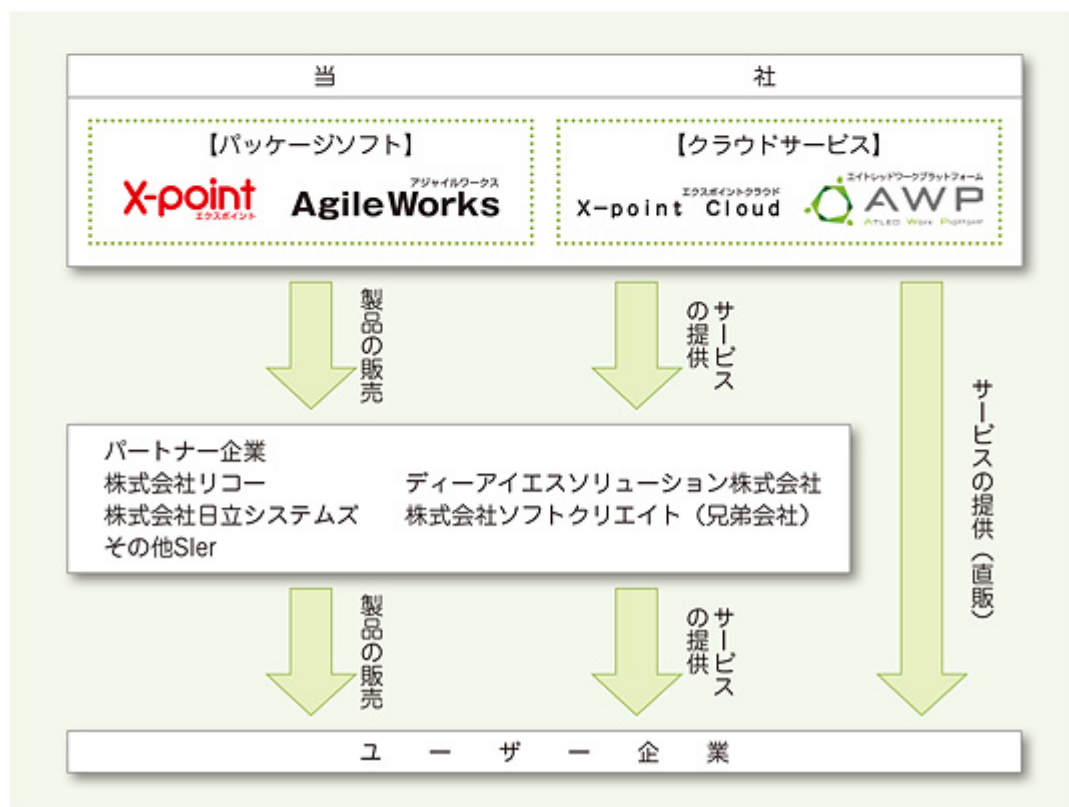 当社
【パッケージソフト】
X-point
エクスポイント
アジャイルワークス
AgileWorks
【クラウドサービス】
エクスポイントクラウド
X-point Cloud
エイトレッドワークプラットフォーム
AWP
ATLED Work Platform
製品の販売
サービス
の提供
サービスの提供（直販）
パートナー企業
株式会社リコー
ディーアイエスソリューション株式会社
株式会社日立システムズ
株式会社ソフトクリエイト（兄弟会社）
その他SIer
製品の販売
サービス
の提供
ユーザー企業